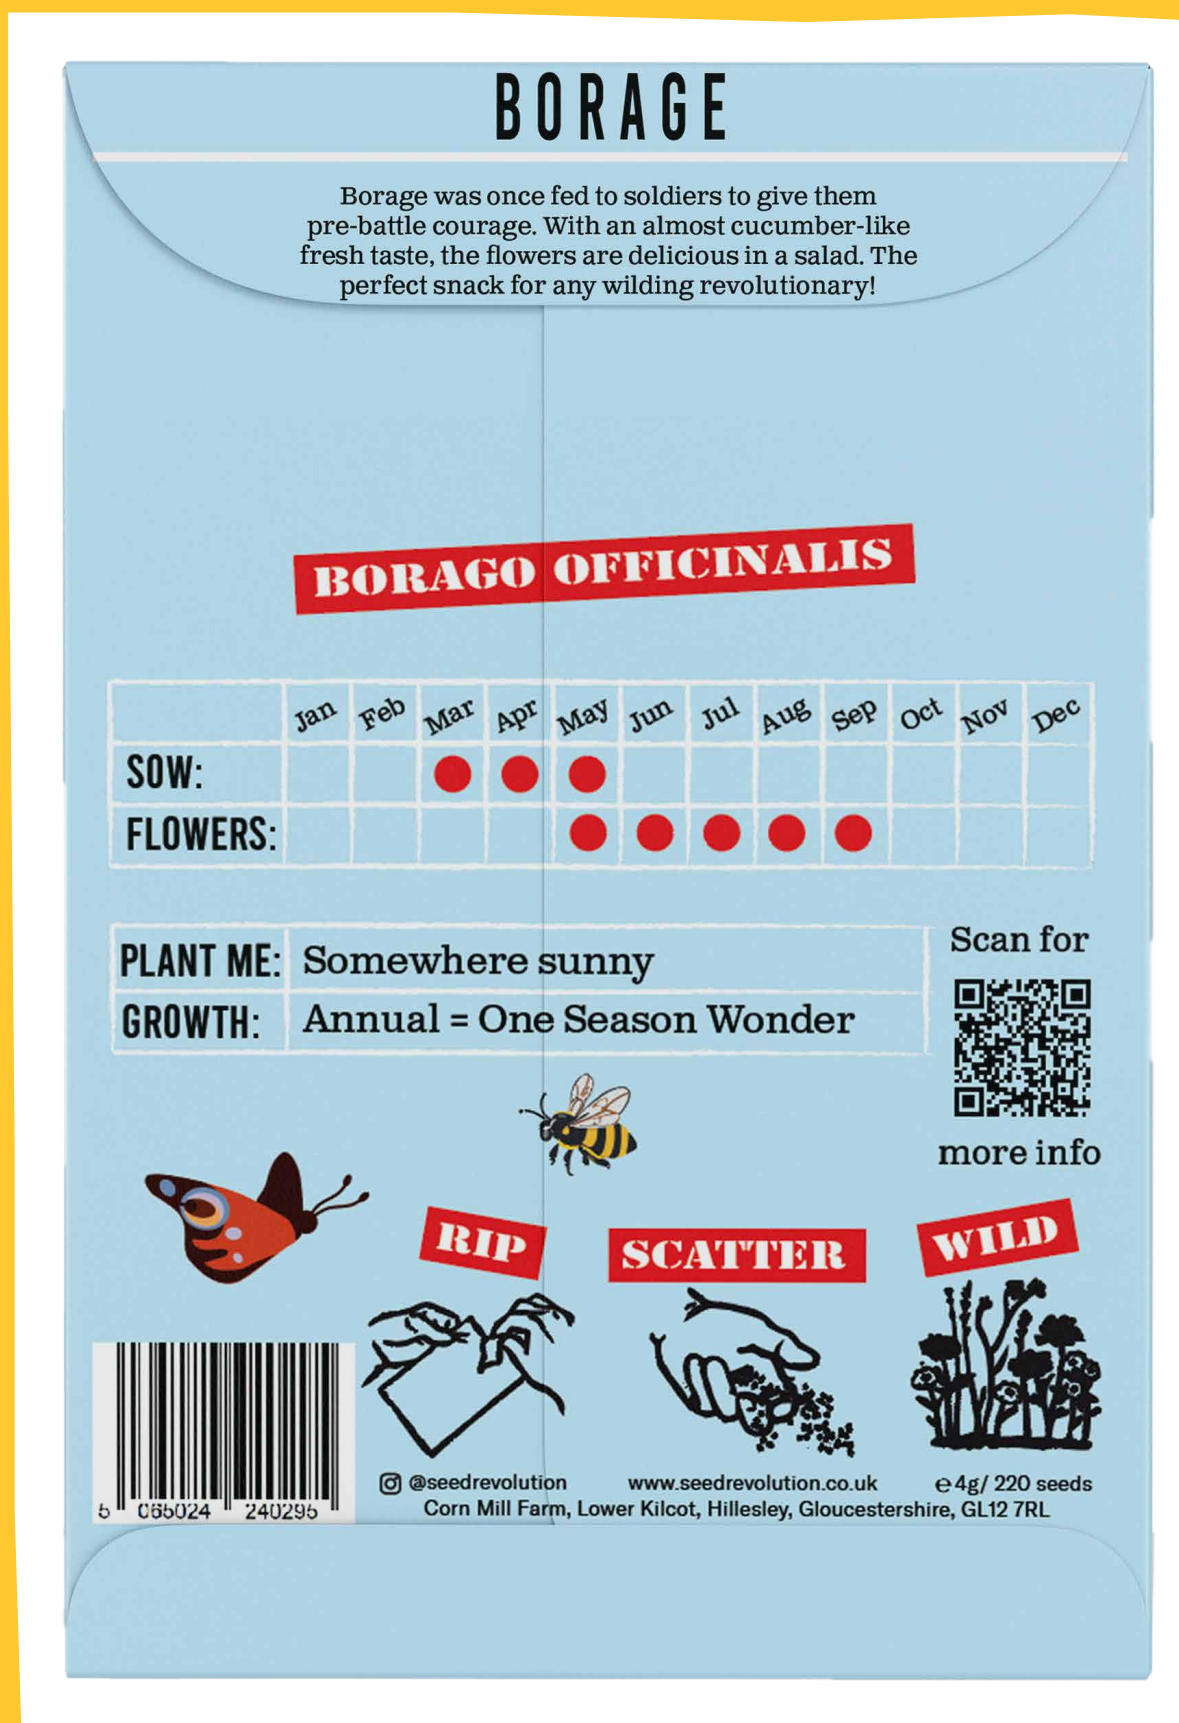 BORAGE
Borage was once fed to soldiers to give them
pre-battle courage. With an almost cucumber-like
fresh taste, the flowers are delicious in a salad. The
perfect snack for any wilding revolutionary!
BORAGO OFFICINALIS
Jan Feb Mar Apr May Jun Jul Aug Sep Oct Nov Dec
SOW:
FLOWERS:
PLANT ME: Somewhere sunny
GROWTH: Annual = One Season Wonder
Scan for
more info
RIP
SCATTER
WILD
@seedrevolution www.seedrevolution.co.uk ℮4g/ 220 seeds
Corn Mill Farm, Lower Kilcot, Hillesley, Gloucestershire, GL12 7RL
5 065024 240295